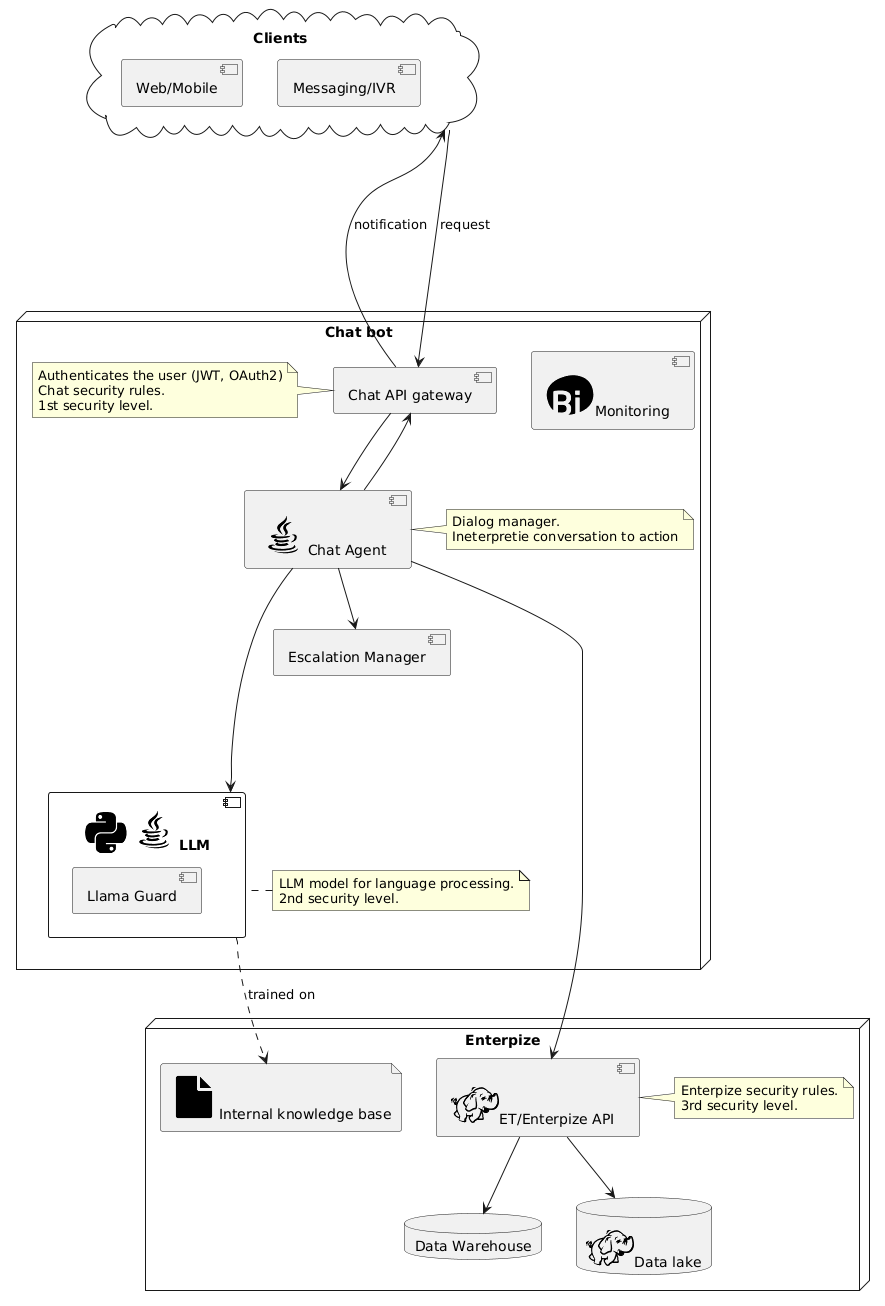 Clients
Web/Mobile
Messaging/IVR
notification
request
Chat bot
Authenticates the user (JWT, OAuth2)
Chat security rules.
1st security level.
Chat API gateway
Bi
Monitoring
Chat Agent
Dialog manager.
Ineterpretie conversation to action
Escalation Manager
LLM
Llama Guard
LLM model for language processing.
2nd security level.
trained on
Enterpize
Internal knowledge base
ET/Enterpize API
Enterpize security rules.
3rd security level.
Data Warehouse
Data lake